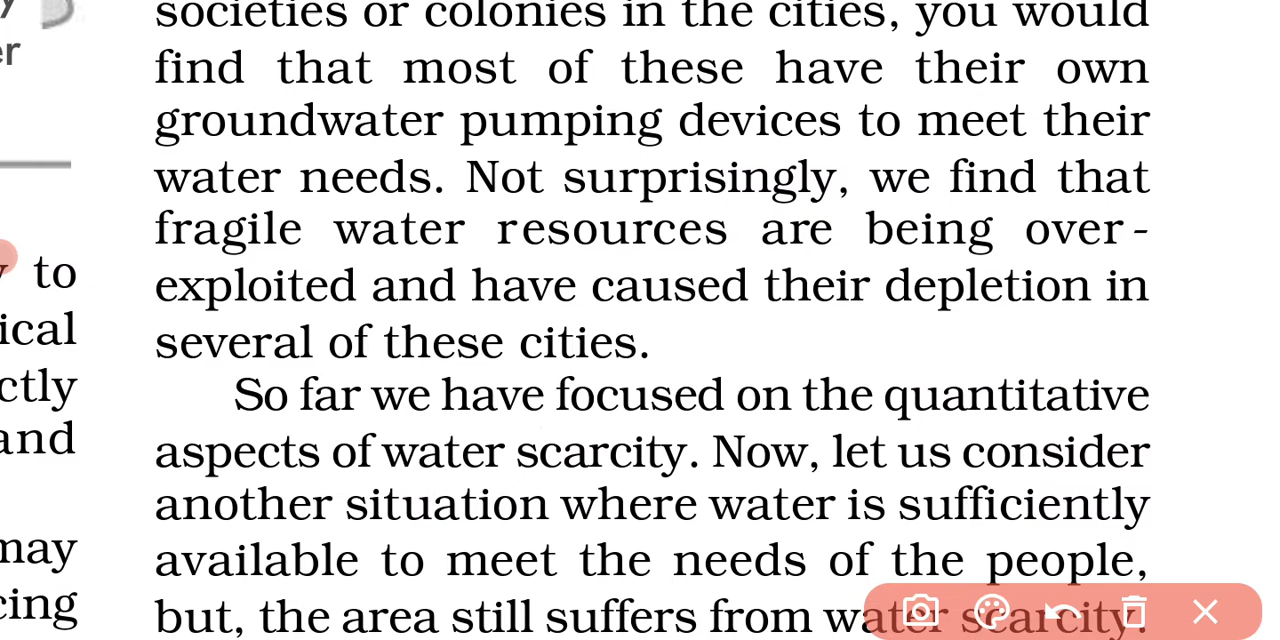 er
to
ical
ctly
and
may
cing
societies or colonies in the cities, you would
find that most of these have their own
groundwater pumping devices to meet their
water needs. Not surprisingly, we find that
fragile water resources are being over-
exploited and have caused their depletion in
several of these cities.
So far we have focused on the quantitative
aspects of water scarcity. Now, let us consider
another situation where water is sufficiently
available to meet the needs of the people,
but, the area still suffers from water scarcity.